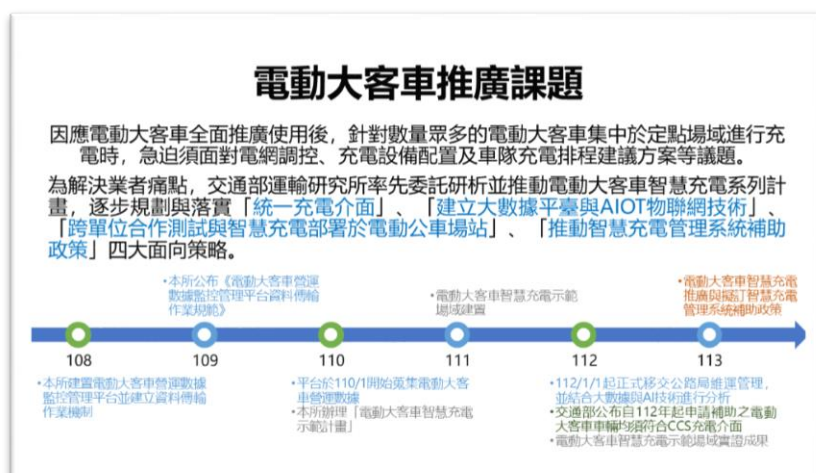 電動大客車推廣課題
因應電動大客車全面推廣使用後，針對數量眾多的電動大客車集中於定點場域進行充
電時，急迫須面對電網調控、充電設備配置及車隊充電排程建議方案等議題。
為解決業者痛點，交通部運輸研究所率先委託研析並推動電動大客車智慧充電系列計
畫，逐步規劃與落實「統一充電介面」、「建立大數據平臺與AIOT物聯網技術」、
「跨單位合作測試與智慧充電部署於電動公車場站」、「推動智慧充電管理系統補助
政策」四大面向策略。
•本所公布《電動大客車營運
數據監控管理平台資料傳輸
作業規範》
•電動大客車智慧充電示範
場域建置
•電動大客車智慧充電
推廣與擬訂智慧充電
管理系統補助政策
108 109 110 111 112 113
•本所建置電動大客車營運數據
監控管理平台並建立資料傳輸
作業機制
•平台於110/1開始蒐集電動大客
車營運數據
•本所辦理「電動大客車智慧充電
示範計畫」
•112/1/1起正式移交公路局維運管理，
並結合大數據與AI技術進行分析
•交通部公布自112年起申請補助之電動
大客車車輛均須符合CCS充電介面
•電動大客車智慧充電示範場域實證成果